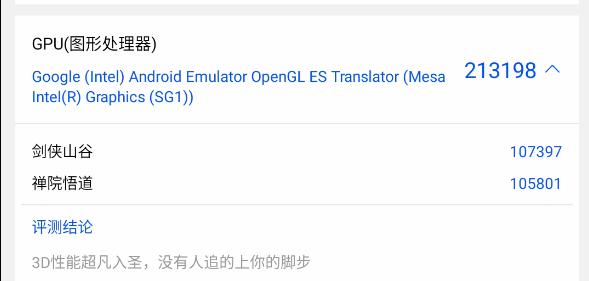 GPU(图形处理器)
Google (Intel) Android Emulator OpenGL ES Translator (Mesa
Intel(R) Graphics (SG1))
213198
剑侠山谷 107397
禅院悟道 105801
评测结论
3D性能超凡入圣，没有人追的上你的脚步